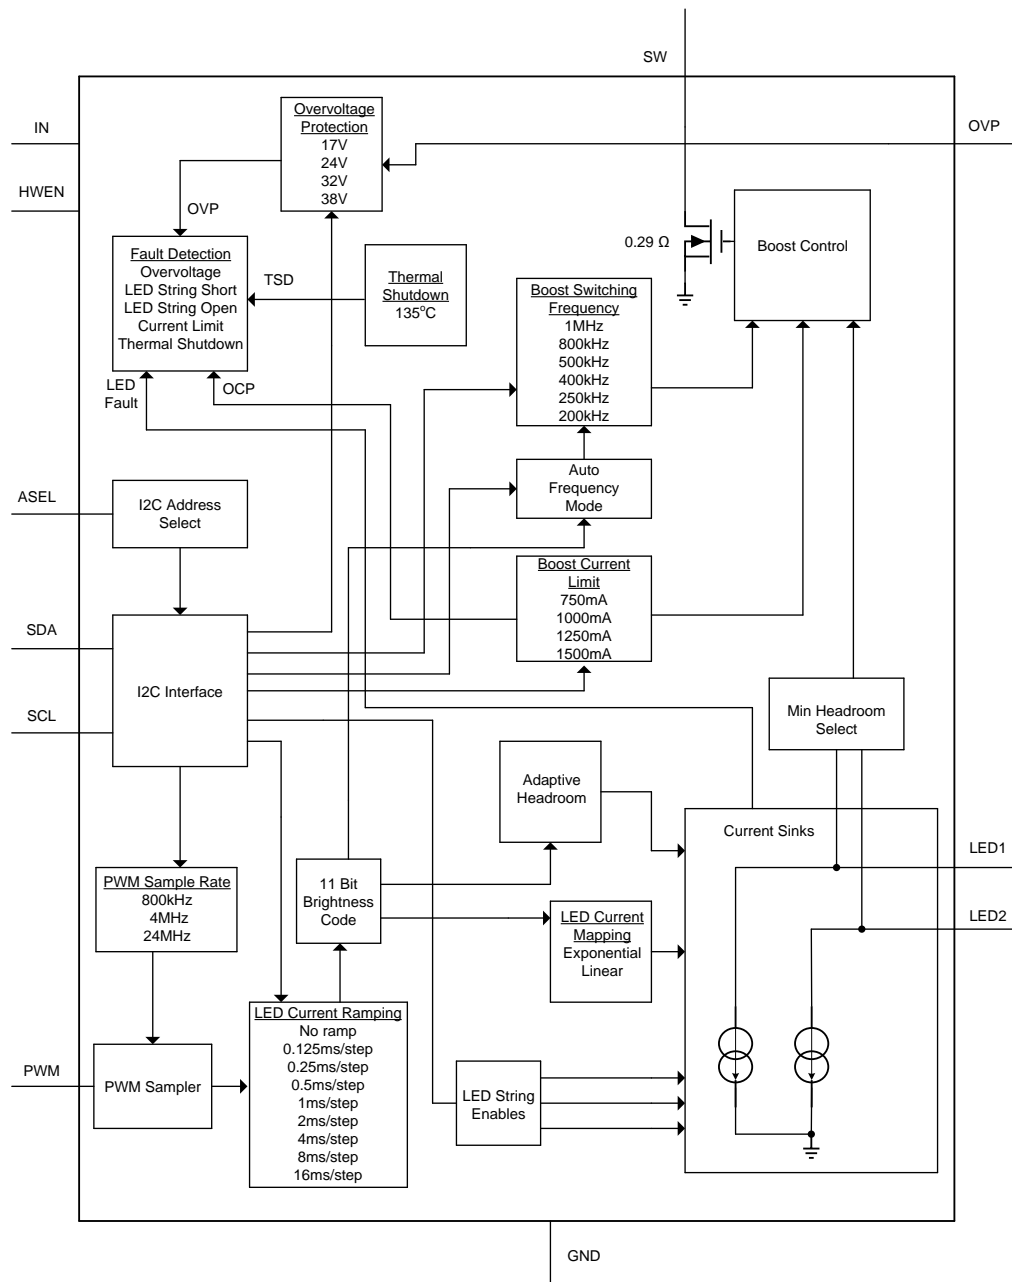 SW
IN
HWEN
OVP
Overvoltage
Protection
17V
24V
32V
38V
OVP
Fault Detection
Overvoltage
LED String Short
LED String Open
Current Limit
Thermal Shutdown
TSD
Thermal
Shutdown
135°C
0.29 Ω
Boost Control
Boost Switching
Frequency
1MHz
800kHz
500kHz
400kHz
250kHz
200kHz
LED
Fault
OCP
ASEL
I2C Address
Select
Auto
Frequency
Mode
Boost Current
Limit
750mA
1000mA
1250mA
1500mA
SDA
SCL
I2C Interface
Min Headroom
Select
Adaptive
Headroom
Current Sinks
LED1
LED2
PWM Sample Rate
800kHz
4MHz
24MHz
11 Bit
Brightness
Code
LED Current
Mapping
Exponential
Linear
LED Current Ramping
No ramp
0.125ms/step
0.25ms/step
0.5ms/step
1ms/step
2ms/step
4ms/step
8ms/step
16ms/step
PWM
PWM Sampler
LED String
Enables
GND